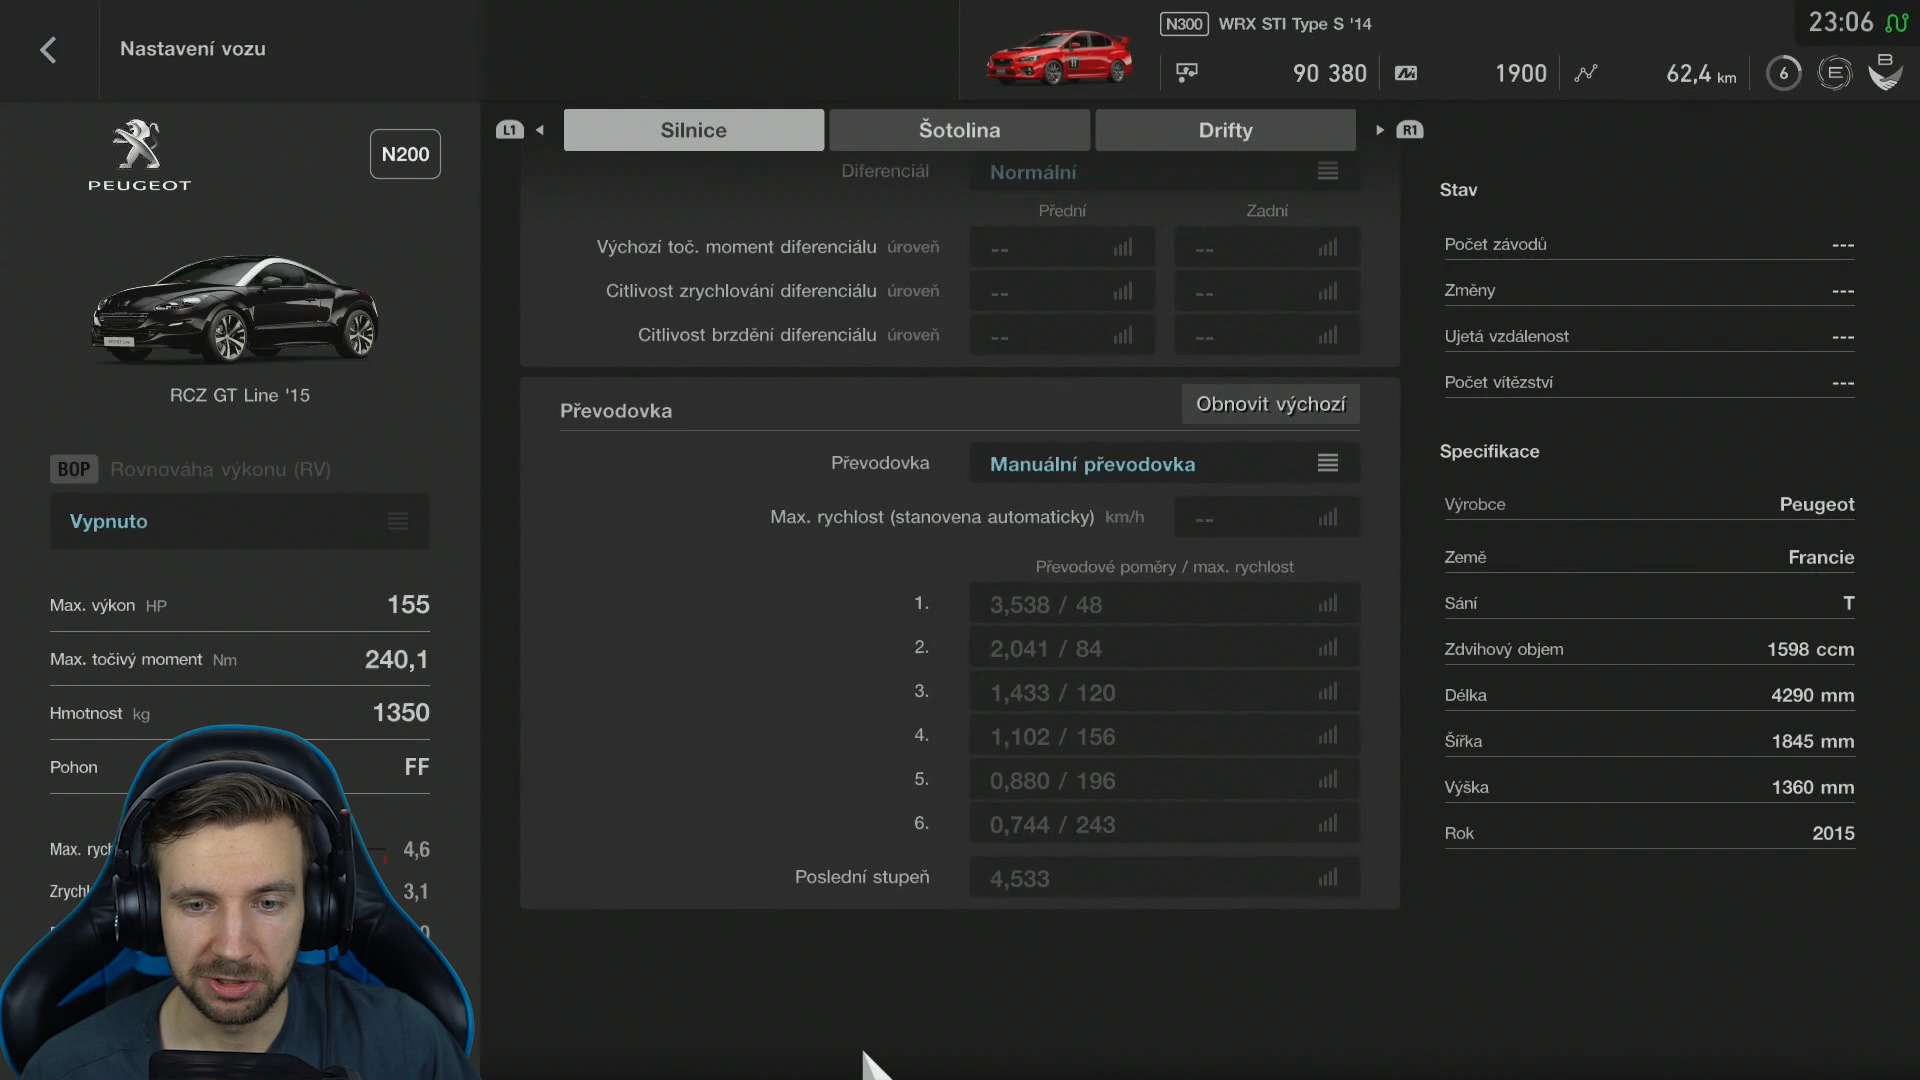 Nastavení vozu
N300 WRX STI Type S '14
23:06
90 380
1900
62,4 km
6
E
B
PEUGEOT
N200
RCZ GT Line '15
BOP Rovnováha výkonu (RV)
Vypnuto
Max. výkon HP 155
Max. točivý moment Nm 240,1
Hmotnost kg 1350
Pohon FF
4,6
3,1
L1 Silnice Šotolina Drifty R1
Diferenciál Normální
Přední Zadní
Výchozí toč. moment diferenciálu úroveň -- --
Citlivost zrychlování diferenciálu úroveň -- --
Citlivost brzdění diferenciálu úroveň -- --
Převodovka Obnovit výchozí
Převodovka Manuální převodovka
Max. rychlost (stanovena automaticky) km/h --
Převodové poměry / max. rychlost
1. 3,538 / 48
2. 2,041 / 84
3. 1,433 / 120
4. 1,102 / 156
5. 0,880 / 196
6. 0,744 / 243
Poslední stupeň 4,533
Stav
Počet závodů ---
Změny ---
Ujetá vzdálenost ---
Počet vítězství ---
Specifikace
Výrobce Peugeot
Země Francie
Sání T
Zdvihový objem 1598 ccm
Délka 4290 mm
Šířka 1845 mm
Výška 1360 mm
Rok 2015